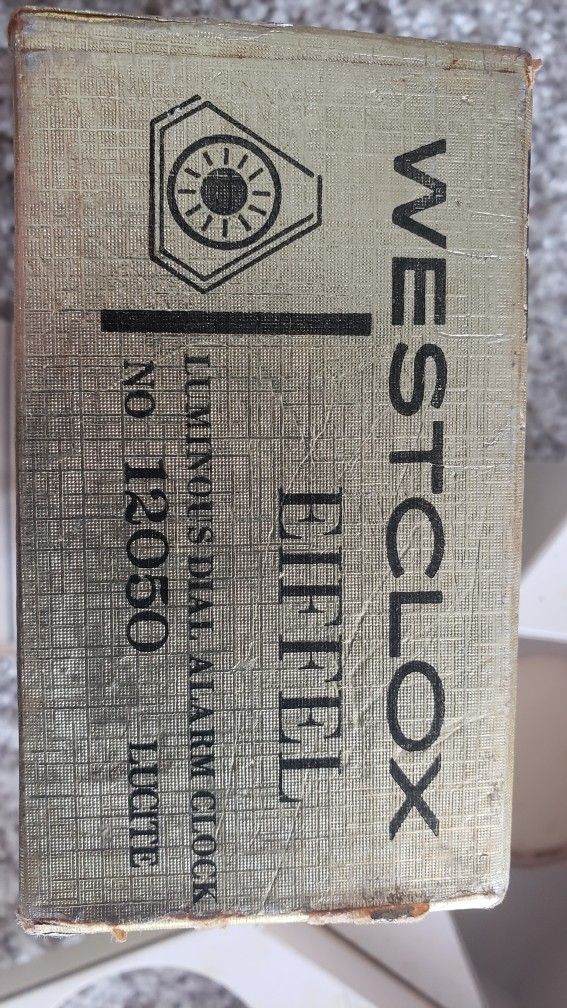 WESTCLOX
EIFFEL
LUMINOUS DIAL ALARM CLOCK
NO 12050 LUCITE